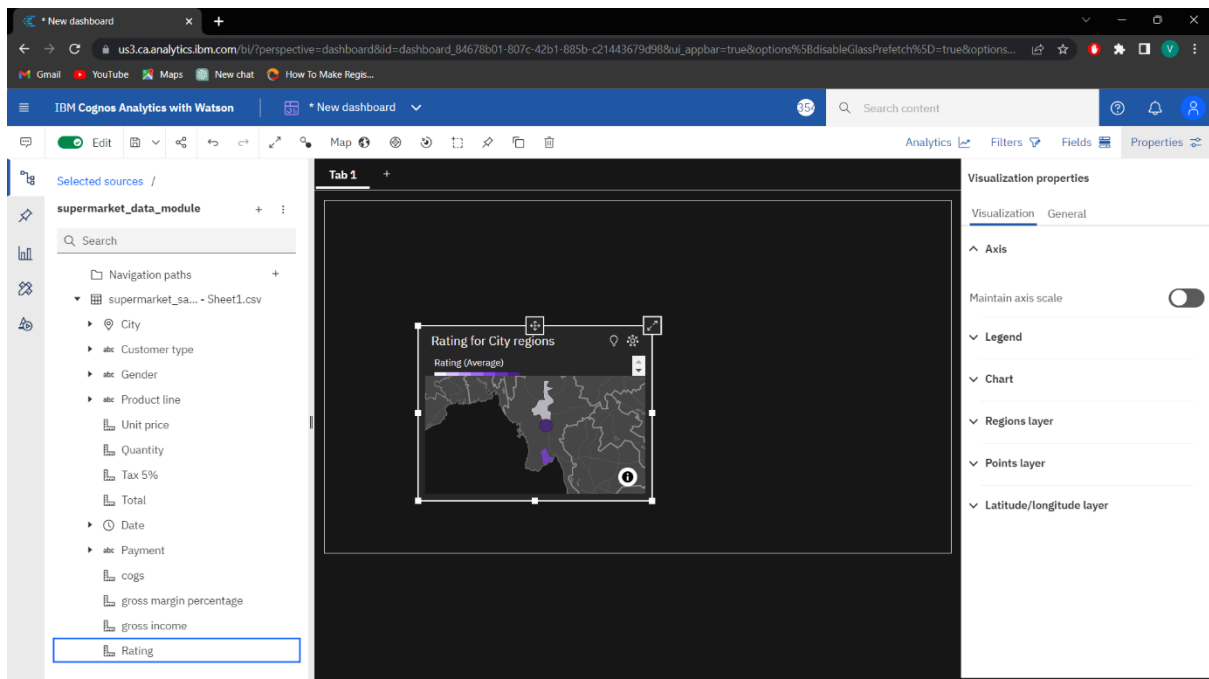 * New dashboard
us3.ca.analytics.ibm.com/bi/?perspective=dashboard&id=dashboard_84678b01-807c-42b1-885b-c21443679d98&ui_appbar=true&options%5BdisableGlassPrefetch%5D=true&options...
V
Gmail YouTube Maps New chat How To Make Regis...
IBM Cognos Analytics with Watson * New dashboard Search content
Edit Map Analytics Filters Fields Properties
Selected sources /
Tab 1 +
Visualization properties
supermarket_data_module
Visualization General
Search
Axis
Navigation paths
supermarket_sa... - Sheet1.csv
Maintain axis scale
City
abc Customer type
Legend
Rating for City regions
abc Gender
Rating (Average)
Chart
abc Product line
Unit price
Regions layer
Quantity
Points layer
Tax 5%
Total
Latitude/longitude layer
Date
abc Payment
cogs
gross margin percentage
gross income
Rating